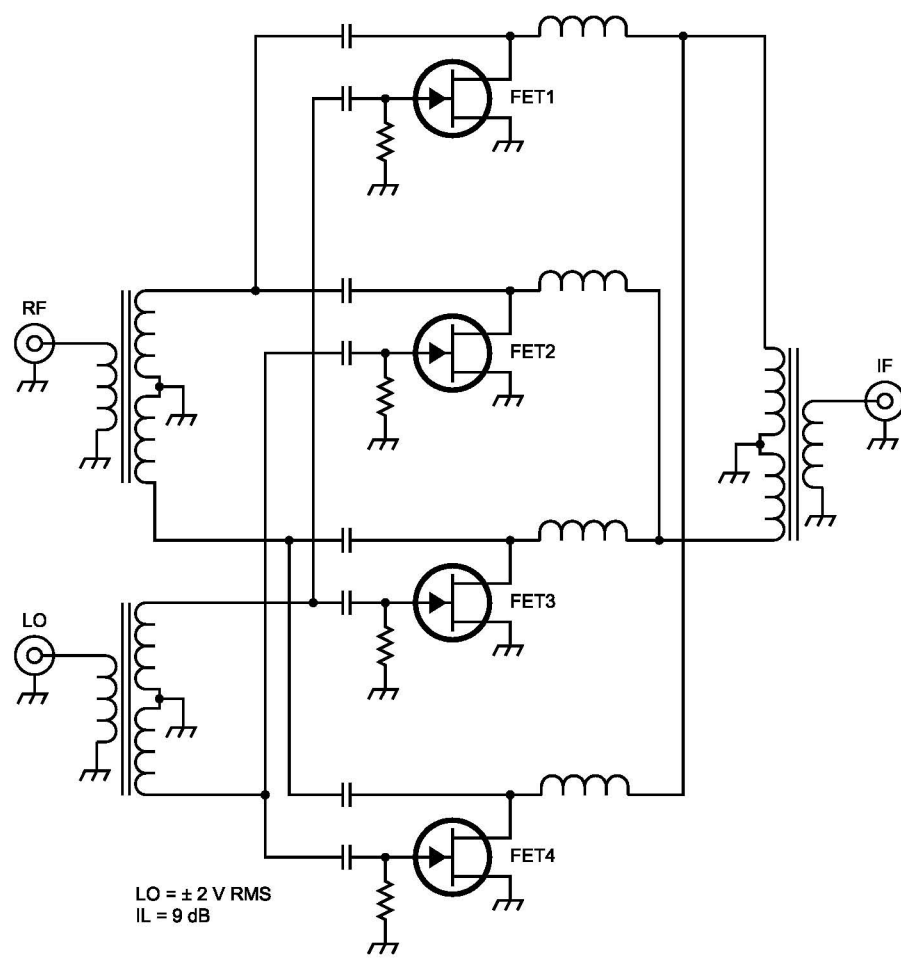 FET1
RF
FET2
IF
LO
FET3
FET4
LO = ± 2 V RMS
IL = 9 dB